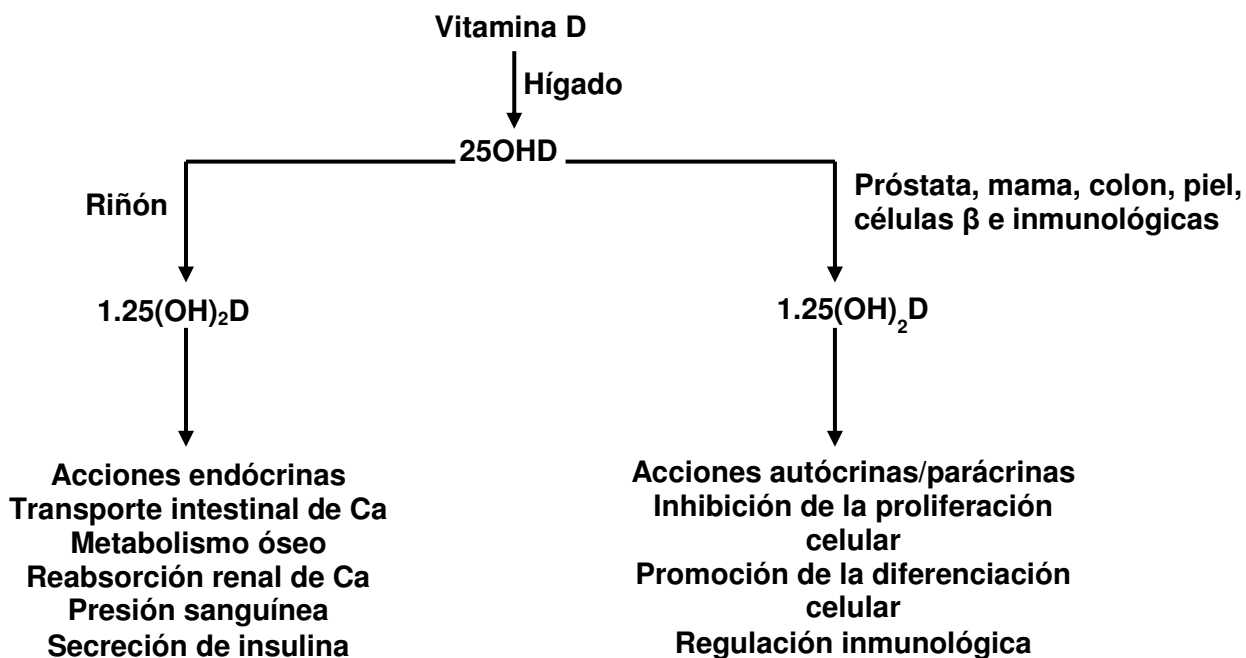 Vitamina D
Hígado
25OHD
Riñón
Próstata, mama, colon, piel,
células β e inmunológicas
1.25(OH)₂D
1.25(OH)₂D
Acciones endócrinas
Transporte intestinal de Ca
Metabolismo óseo
Reabsorción renal de Ca
Presión sanguínea
Secreción de insulina
Acciones autócrinas/parácrinas
Inhibición de la proliferación
celular
Promoción de la diferenciación
celular
Regulación inmunológica